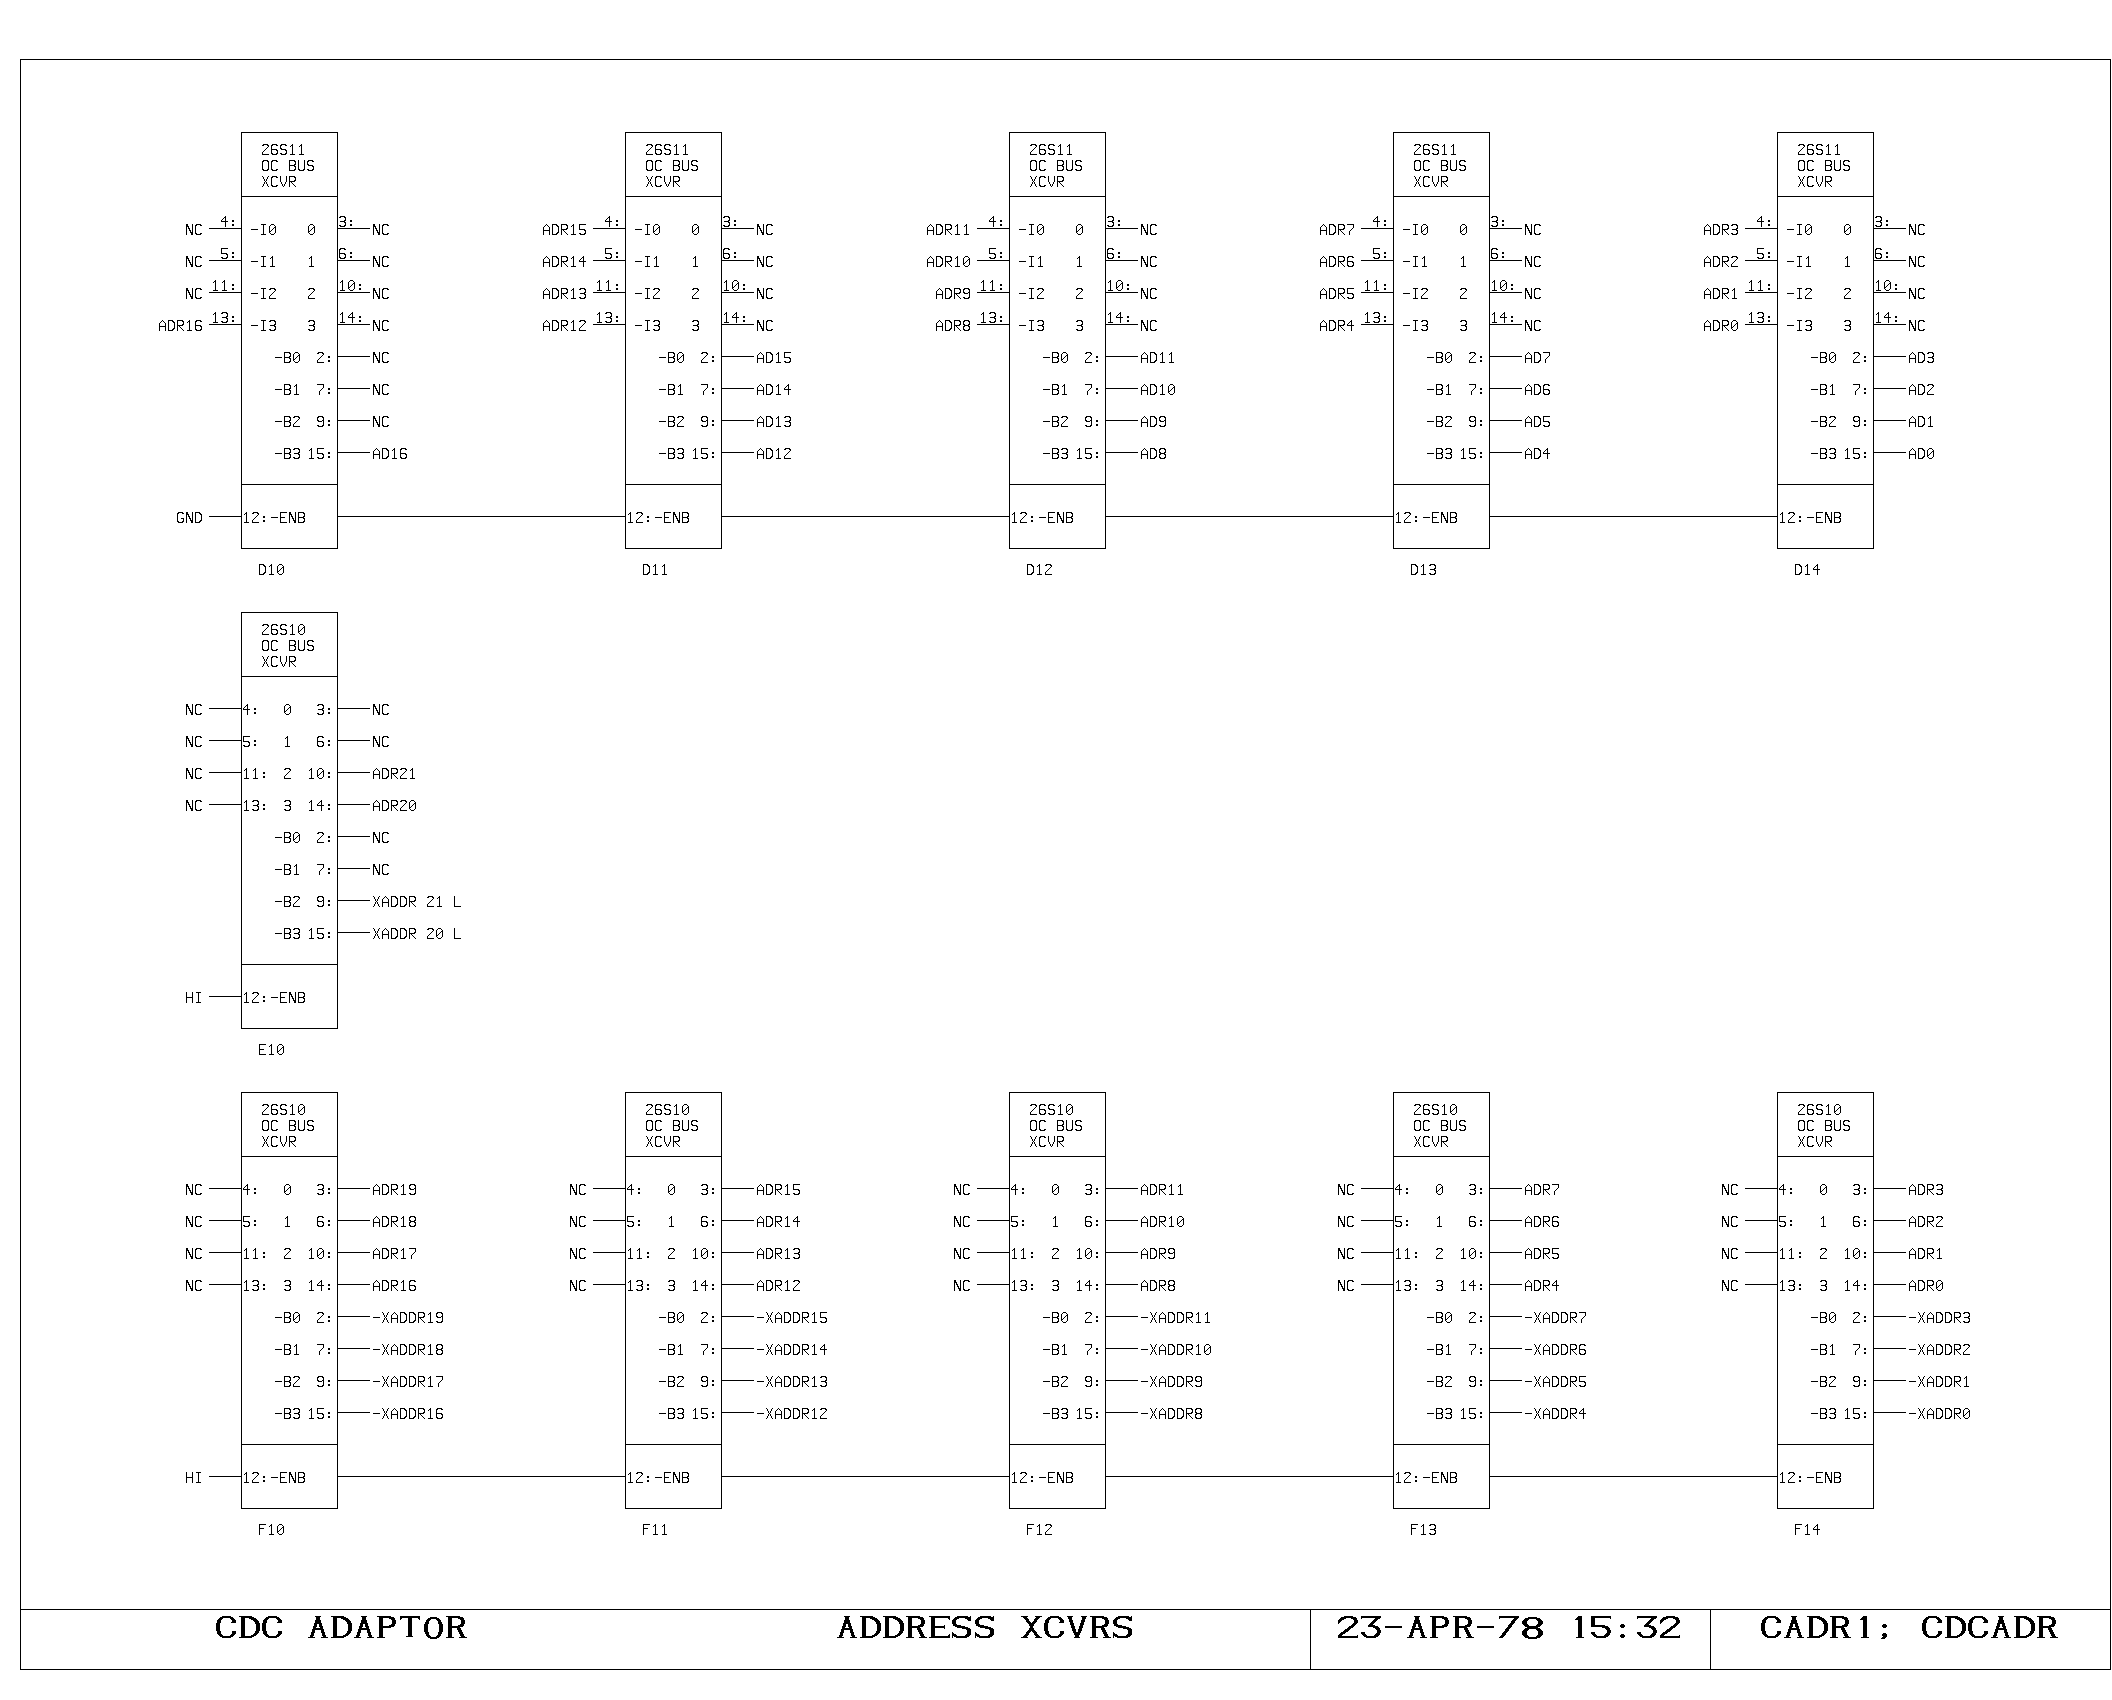 26S11 26S11 26S11 26S11 26S11
OC BUS OC BUS OC BUS OC BUS OC BUS
XCVR XCVR XCVR XCVR XCVR
NC 4: -I0 0 3: NC ADR15 4: -I0 0 3: NC ADR11 4: -I0 0 3: NC ADR7 4: -I0 0 3: NC ADR3 4: -I0 0 3: NC
NC 5: -I1 1 6: NC ADR14 5: -I1 1 6: NC ADR10 5: -I1 1 6: NC ADR6 5: -I1 1 6: NC ADR2 5: -I1 1 6: NC
NC 11: -I2 2 10: NC ADR13 11: -I2 2 10: NC ADR9 11: -I2 2 10: NC ADR5 11: -I2 2 10: NC ADR1 11: -I2 2 10: NC
ADR16 13: -I3 3 14: NC ADR12 13: -I3 3 14: NC ADR8 13: -I3 3 14: NC ADR4 13: -I3 3 14: NC ADR0 13: -I3 3 14: NC
-B0 2: NC -B0 2: AD15 -B0 2: AD11 -B0 2: AD7 -B0 2: AD3
-B1 7: NC -B1 7: AD14 -B1 7: AD10 -B1 7: AD6 -B1 7: AD2
-B2 9: NC -B2 9: AD13 -B2 9: AD9 -B2 9: AD5 -B2 9: AD1
-B3 15: AD16 -B3 15: AD12 -B3 15: AD8 -B3 15: AD4 -B3 15: AD0
GND 12:-ENB 12:-ENB 12:-ENB 12:-ENB 12:-ENB
D10 D11 D12 D13 D14
26S10
OC BUS
XCVR
NC 4: 0 3: NC
NC 5: 1 6: NC
NC 11: 2 10: ADR21
NC 13: 3 14: ADR20
-B0 2: NC
-B1 7: NC
-B2 9: XADDR 21 L
-B3 15: XADDR 20 L
HI 12:-ENB
E10
26S10 26S10 26S10 26S10 26S10
OC BUS OC BUS OC BUS OC BUS OC BUS
XCVR XCVR XCVR XCVR XCVR
NC 4: 0 3: ADR19 NC 4: 0 3: ADR15 NC 4: 0 3: ADR11 NC 4: 0 3: ADR7 NC 4: 0 3: ADR3
NC 5: 1 6: ADR18 NC 5: 1 6: ADR14 NC 5: 1 6: ADR10 NC 5: 1 6: ADR6 NC 5: 1 6: ADR2
NC 11: 2 10: ADR17 NC 11: 2 10: ADR13 NC 11: 2 10: ADR9 NC 11: 2 10: ADR5 NC 11: 2 10: ADR1
NC 13: 3 14: ADR16 NC 13: 3 14: ADR12 NC 13: 3 14: ADR8 NC 13: 3 14: ADR4 NC 13: 3 14: ADR0
-B0 2: -XADDR19 -B0 2: -XADDR15 -B0 2: -XADDR11 -B0 2: -XADDR7 -B0 2: -XADDR3
-B1 7: -XADDR18 -B1 7: -XADDR14 -B1 7: -XADDR10 -B1 7: -XADDR6 -B1 7: -XADDR2
-B2 9: -XADDR17 -B2 9: -XADDR13 -B2 9: -XADDR9 -B2 9: -XADDR5 -B2 9: -XADDR1
-B3 15: -XADDR16 -B3 15: -XADDR12 -B3 15: -XADDR8 -B3 15: -XADDR4 -B3 15: -XADDR0
HI 12:-ENB 12:-ENB 12:-ENB 12:-ENB 12:-ENB
F10 F11 F12 F13 F14
CDC ADAPTOR ADDRESS XCVRS 23-APR-78 15:32 CADR1; CDCADR